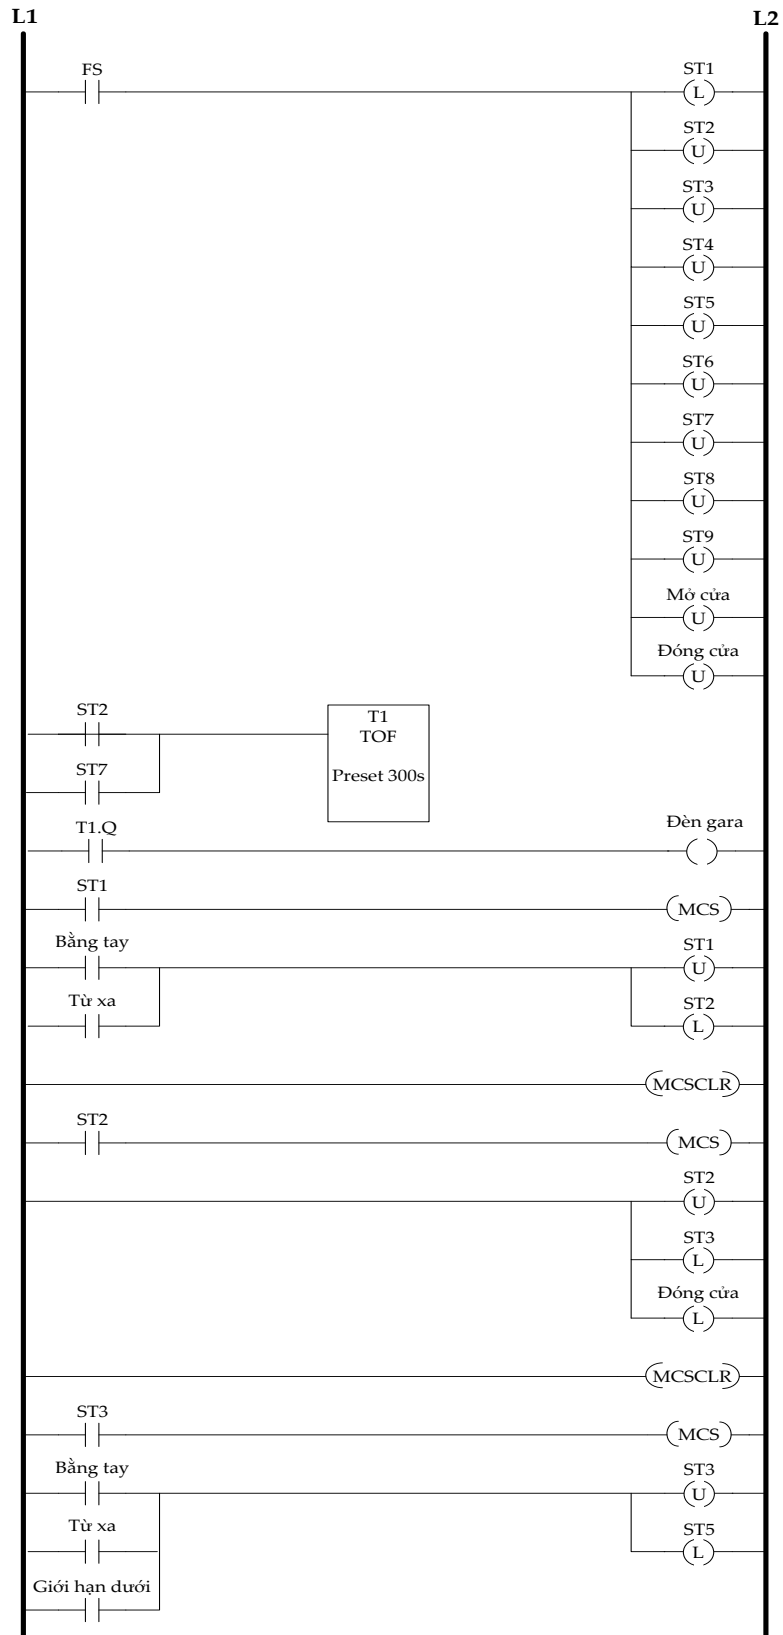 L1
L2
FS
ST1
L
ST2
U
ST3
U
ST4
U
ST5
U
ST6
U
ST7
U
ST8
U
ST9
U
Mở cửa
U
Đóng cửa
U
ST2
T1
TOF
ST7
Preset 300s
T1.Q
Đèn gara
ST1
MCS
Bằng tay
ST1
U
Từ xa
ST2
L
MCSCLR
ST2
MCS
ST2
U
ST3
L
Đóng cửa
L
MCSCLR
ST3
MCS
Bằng tay
ST3
U
Từ xa
ST5
L
Giới hạn dưới